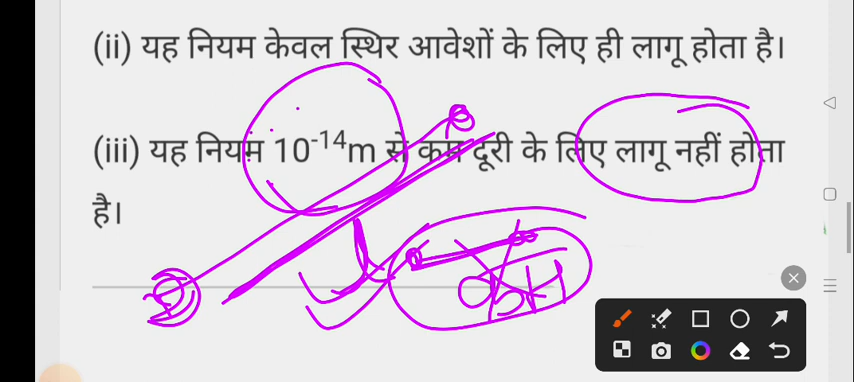 (ii) यह नियम केवल स्थिर आवेशों के लिए ही लागू होता है।
(iii) यह नियम 10⁻¹⁴m से कम दूरी के लिए लागू नहीं होता
है।